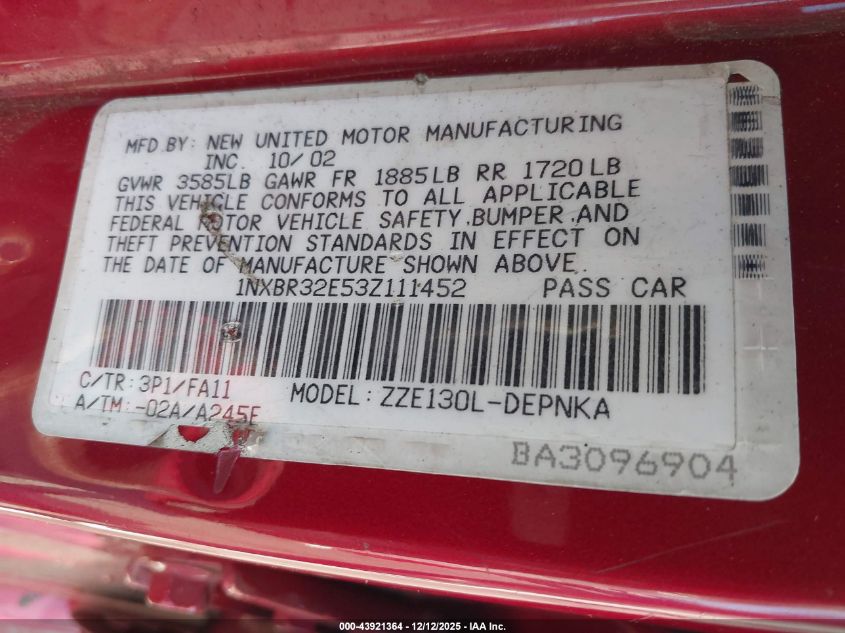 MFD BY: NEW UNITED MOTOR MANUFACTURING
INC. 10/02
GVWR 3585LB GAWR FR 1885LB RR 1720LB
THIS VEHICLE CONFORMS TO ALL APPLICABLE
FEDERAL MOTOR VEHICLE SAFETY,BUMPER,AND
THEFT PREVENTION STANDARDS IN EFFECT ON
THE DATE OF MANUFACTURE SHOWN ABOVE.
1NXBR32E53Z111452 PASS CAR
C/TR:3P1/FA11 MODEL:ZZE130L-DEPNKA
A/TM:-02A/A245E
BA3096904
000-43921364 - 12/12/2025 - IAA Inc.